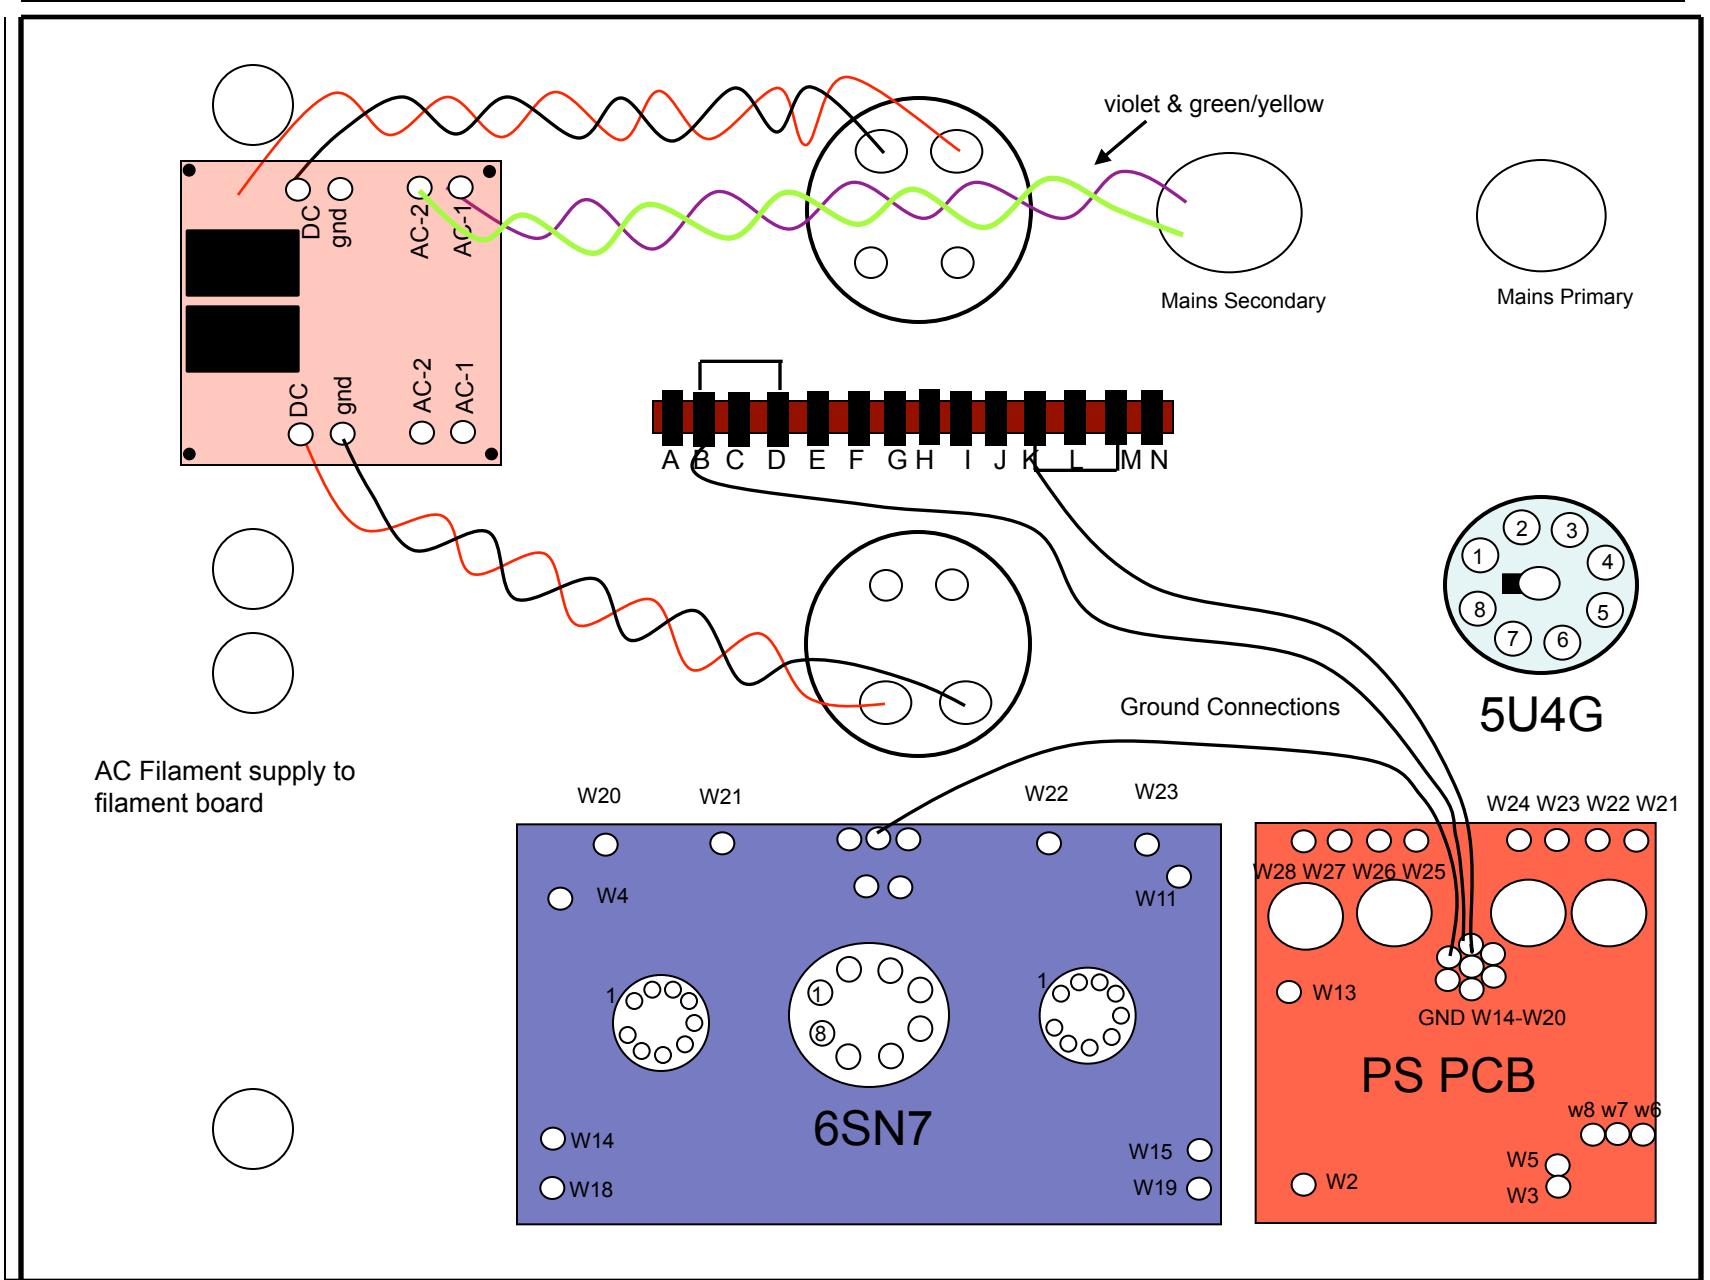 violet & green/yellow
DC
gnd
AC-2
AC-1
Mains Secondary
Mains Primary
DC
gnd
AC-2
AC-1
A B C D E F G H I J K L M N
1 2 3 4 5 6 7 8
5U4G
Ground Connections
AC Filament supply to
filament board
W20 W21 W22 W23
W24 W23 W22 W21
W28 W27 W26 W25
W4
W11
1
1
8
1
W13
GND W14-W20
PS PCB
6SN7
w8 w7 w6
W14
W15
W5
W18
W19
W2
W3